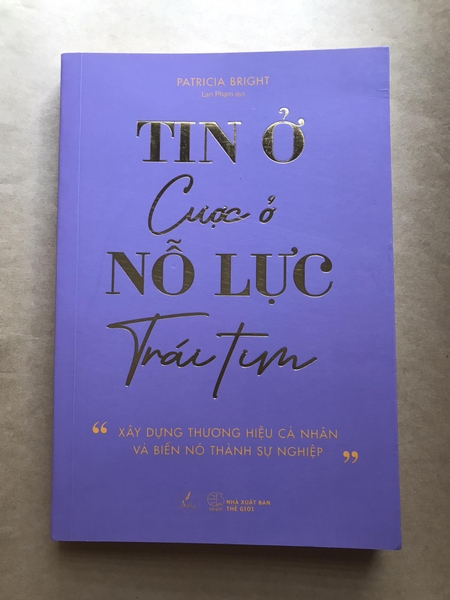 PATRICIA BRIGHT
Lan Phạm dịch
TIN Ở
Cược ở
NỖ LỰC
Trái tim
“ XÂY DỰNG THƯƠNG HIỆU CÁ NHÂN
VÀ BIẾN NÓ THÀNH SỰ NGHIỆP ”
NHÀ XUẤT BẢN
THẾ GIỚI